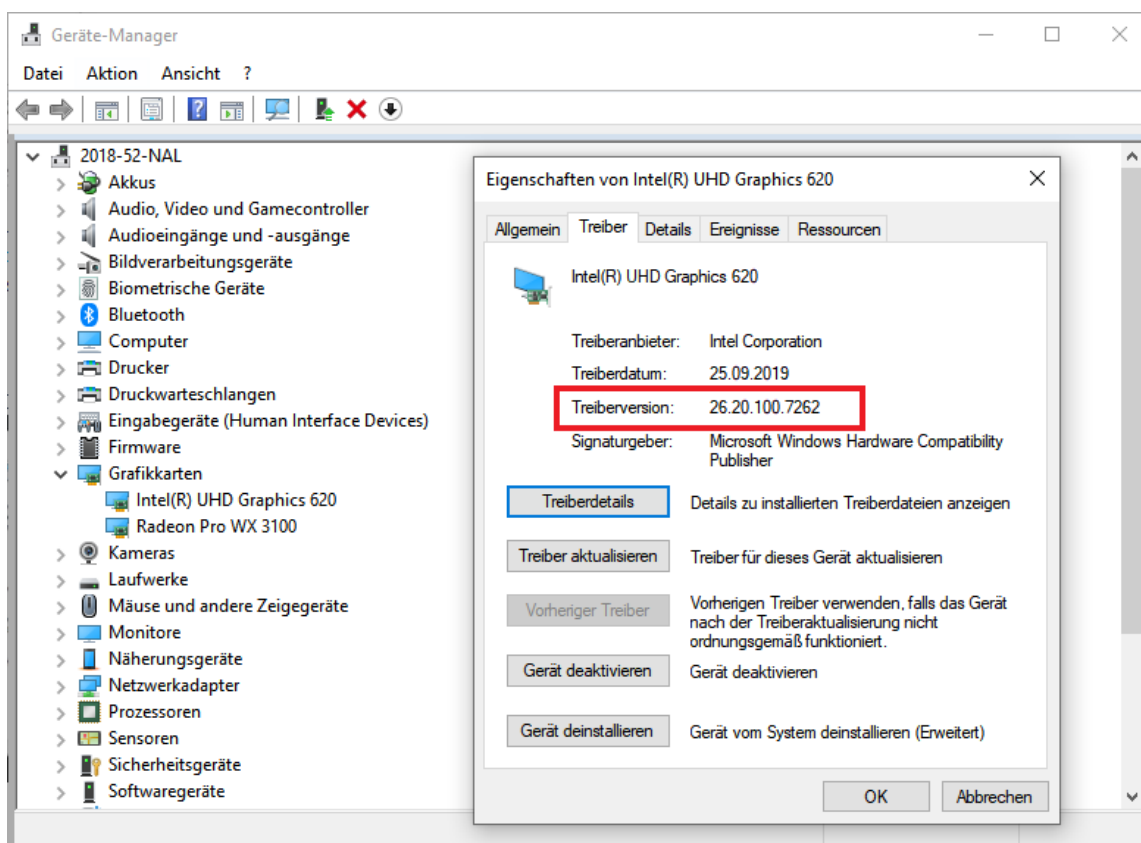 Geräte-Manager
Datei Aktion Ansicht ?
2018-52-NAL
Akkus
Audio, Video und Gamecontroller
Audioeingänge und -ausgänge
Bildverarbeitungsgeräte
Biometrische Geräte
Bluetooth
Computer
Drucker
Druckwarteschlangen
Eingabegeräte (Human Interface Devices)
Firmware
Grafikkarten
Intel(R) UHD Graphics 620
Radeon Pro WX 3100
Kameras
Laufwerke
Mäuse und andere Zeigegeräte
Monitore
Näherungsgeräte
Netzwerkadapter
Prozessoren
Sensoren
Sicherheitsgeräte
Softwaregeräte
Eigenschaften von Intel(R) UHD Graphics 620
Allgemein Treiber Details Ereignisse Ressourcen
Intel(R) UHD Graphics 620
Treiberanbieter: Intel Corporation
Treiberdatum: 25.09.2019
Treiberversion: 26.20.100.7262
Signaturgeber: Microsoft Windows Hardware Compatibility
Publisher
Treiberdetails Details zu installierten Treiberdateien anzeigen
Treiber aktualisieren Treiber für dieses Gerät aktualisieren
Vorheriger Treiber Vorherigen Treiber verwenden, falls das Gerät
nach der Treiberaktualisierung nicht
ordnungsgemäß funktioniert.
Gerät deaktivieren Gerät deaktivieren
Gerät deinstallieren Gerät vom System deinstallieren (Erweitert)
OK Abbrechen